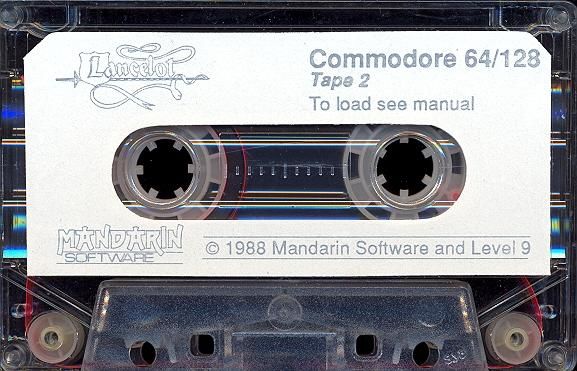 Lancelot
Commodore 64/128
Tape 2
To load see manual
MANDARIN
SOFTWARE
© 1988 Mandarin Software and Level 9